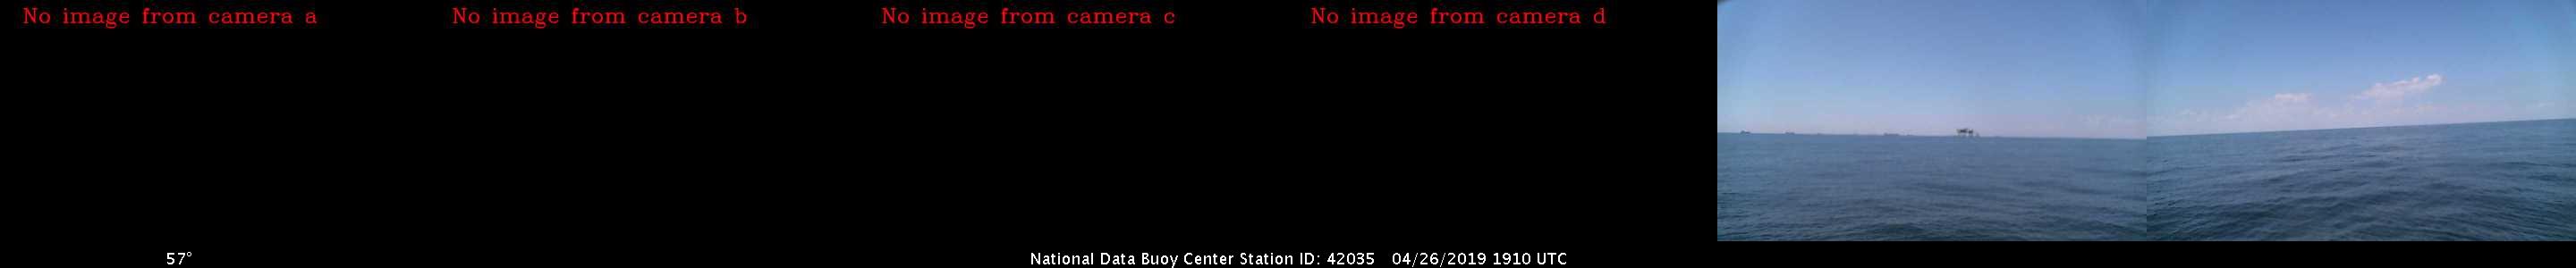 No image from camera a
No image from camera b
No image from camera c
No image from camera d
57°
National Data Buoy Center Station ID: 42035 04/26/2019 1910 UTC